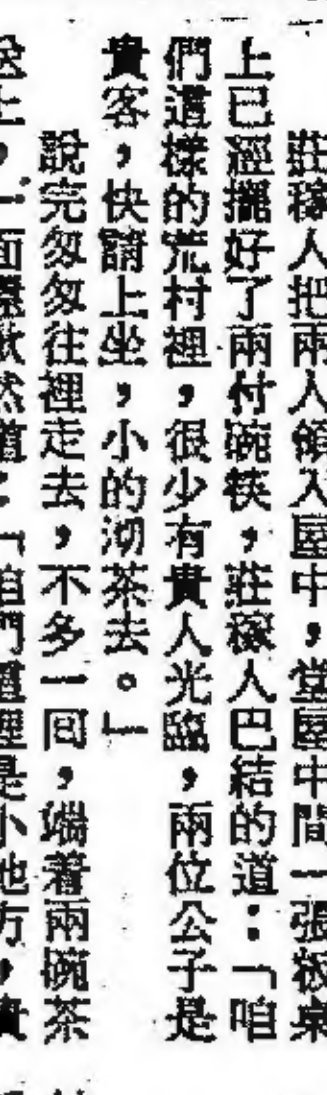 莊稼人把兩人領入屋中，堂屋中間一張板桌
上已經擺好了兩付碗筷，莊稼人巴結的道：「咱
們這樣的荒村裡，很少有貴人光臨，兩位公子是
貴客，快請上坐，小的沏茶去。」
說完匆匆往裡走去，不多一回，端着兩碗茶
送上，一面歉然道：「咱們這裡是小地方，貴